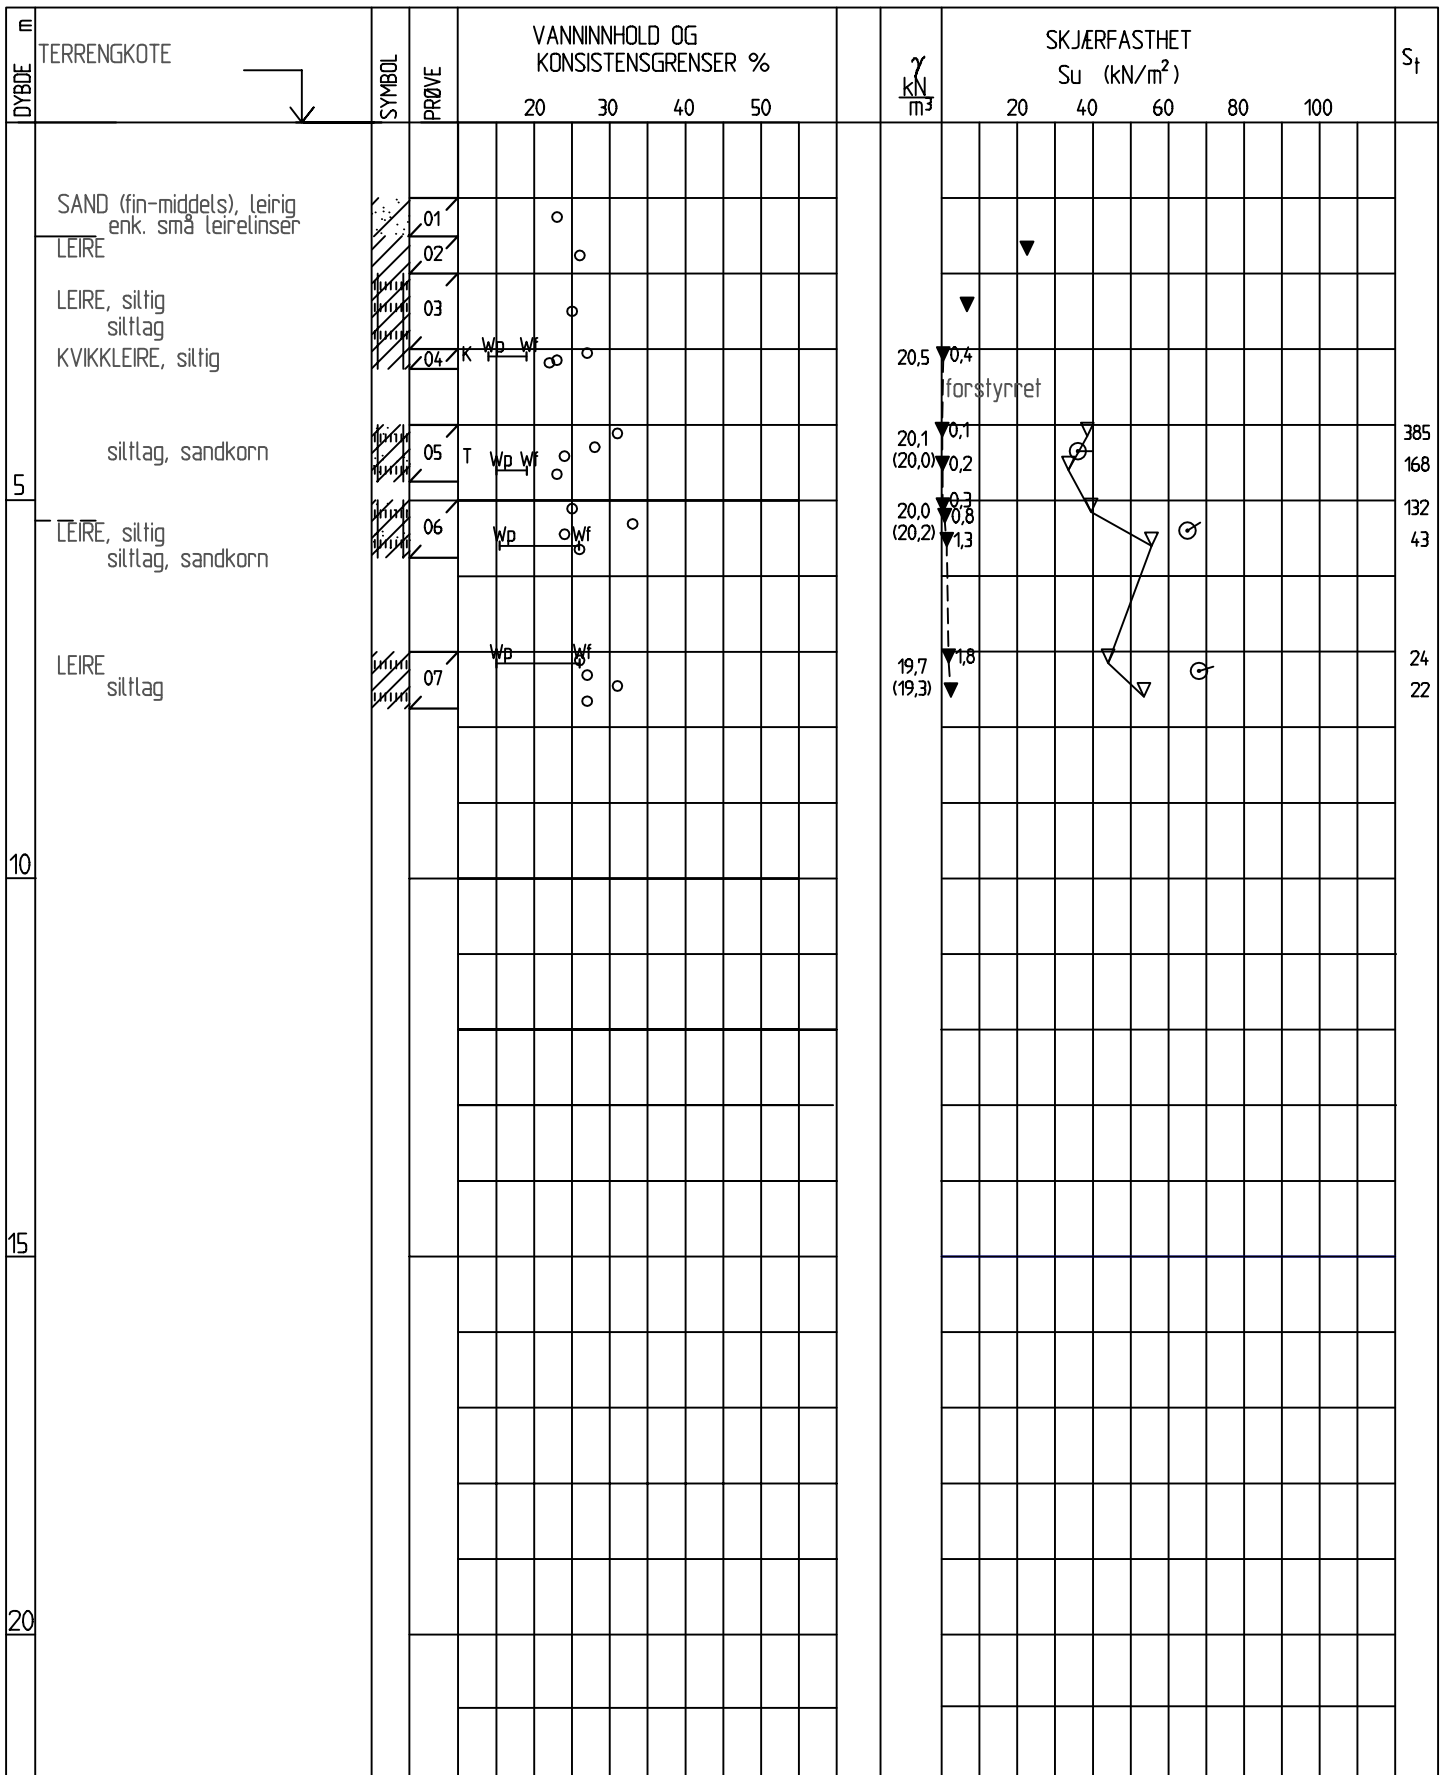 DYBDE m
TERRENGKOTE
SYMBOL
PRØVE
VANNINNHOLD OG
KONSISTENSGRENSER %
20 30 40 50
γ
kN
m³
SKJÆRFASTHET
Su (kN/m²)
20 40 60 80 100
St
SAND (fin-middels), leirig
enk. små leirelinser
01
LEIRE
02
LEIRE, siltig
siltlag
03
KVIKKLEIRE, siltig
04
K
Wp Wf
20,5
0,4
forstyrret
siltlag, sandkorn
05
T
Wp Wf
20,1
(20,0)
0,1
0,2
385
168
5
LEIRE, siltig
siltlag, sandkorn
06
Wp Wf
20,0
(20,2)
0,3
0,8
1,3
132
43
LEIRE
siltlag
07
Wp Wf
19,7
(19,3)
1,8
24
22
10
15
20